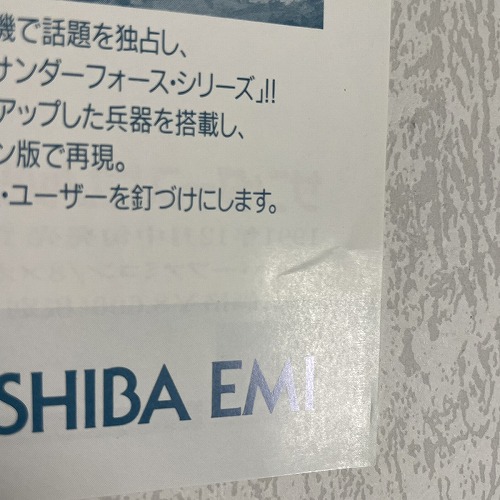 機で話題を独占し、
サンダーフォース・シリーズ」!!
アップした兵器を搭載し、
ン版で再現。
・ユーザーを釘づけにします。
SHIBA EMI